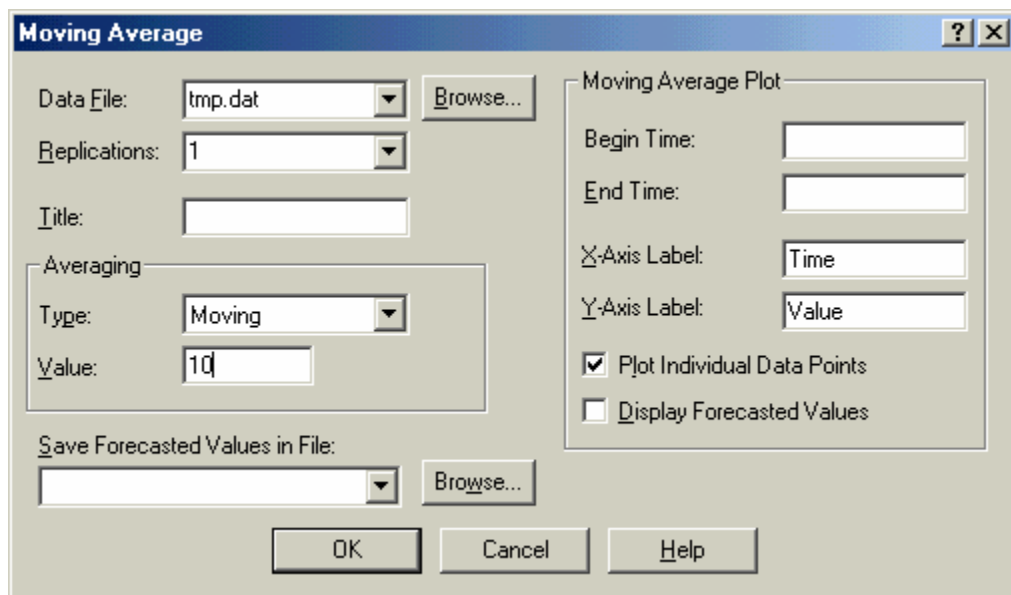 Moving Average
Data File: tmp.dat Browse...
Replications: 1
Title:
Averaging
Type: Moving
Value: 10
Save Forecasted Values in File:
Browse...
Moving Average Plot
Begin Time:
End Time:
X-Axis Label: Time
Y-Axis Label: Value
Plot Individual Data Points
Display Forecasted Values
OK Cancel Help